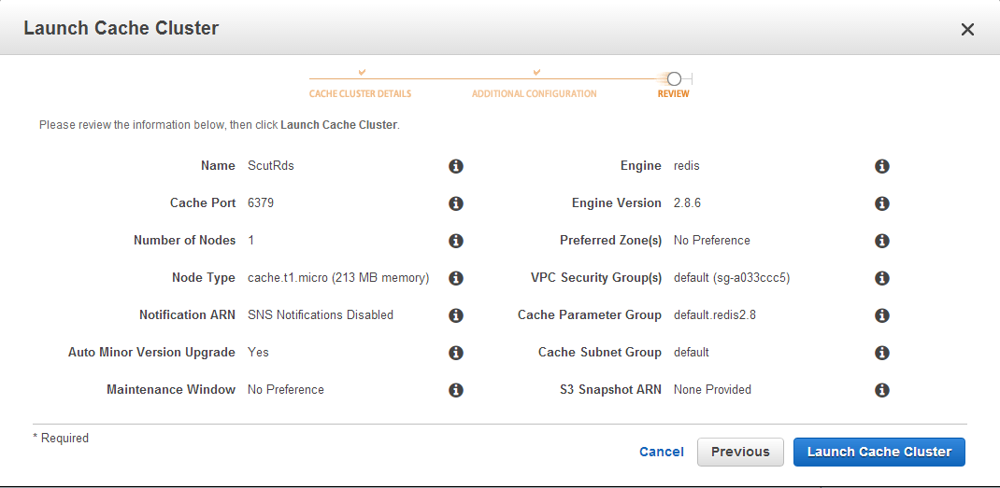 Launch Cache Cluster
CACHE CLUSTER DETAILS ADDITIONAL CONFIGURATION REVIEW
Please review the information below, then click Launch Cache Cluster.
Name ScutRds Engine redis
Cache Port 6379 Engine Version 2.8.6
Number of Nodes 1 Preferred Zone(s) No Preference
Node Type cache.t1.micro (213 MB memory) VPC Security Group(s) default (sg-a033ccc5)
Notification ARN SNS Notifications Disabled Cache Parameter Group default.redis2.8
Auto Minor Version Upgrade Yes Cache Subnet Group default
Maintenance Window No Preference S3 Snapshot ARN None Provided
* Required
Cancel Previous Launch Cache Cluster